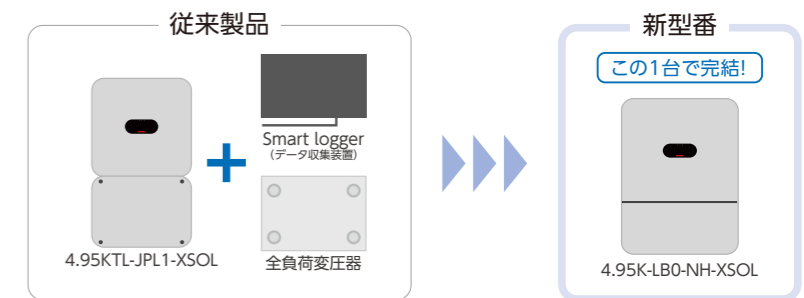 従来製品
4.95KTL-JPL1-XSOL
Smart logger
（データ収集装置）
全負荷変圧器
新型番
この1台で完結!
4.95K-LB0-NH-XSOL